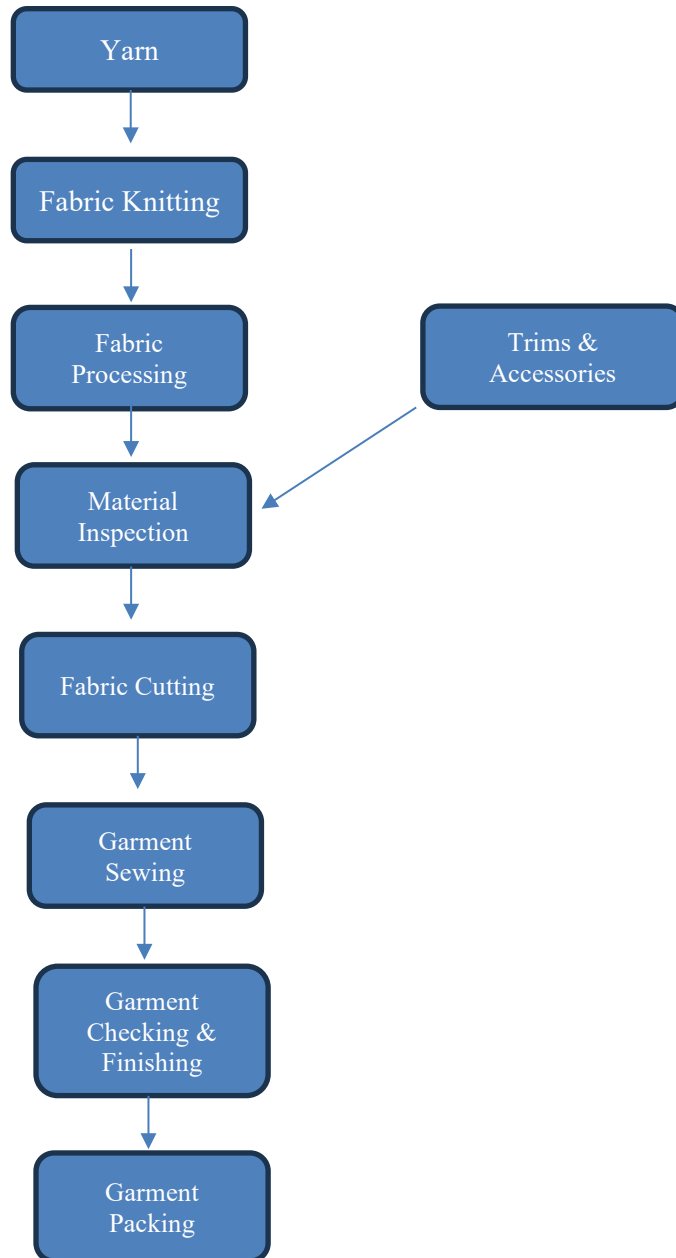 Yarn
Fabric Knitting
Fabric
Processing
Trims &
Accessories
Material
Inspection
Fabric Cutting
Garment
Sewing
Garment
Checking &
Finishing
Garment
Packing